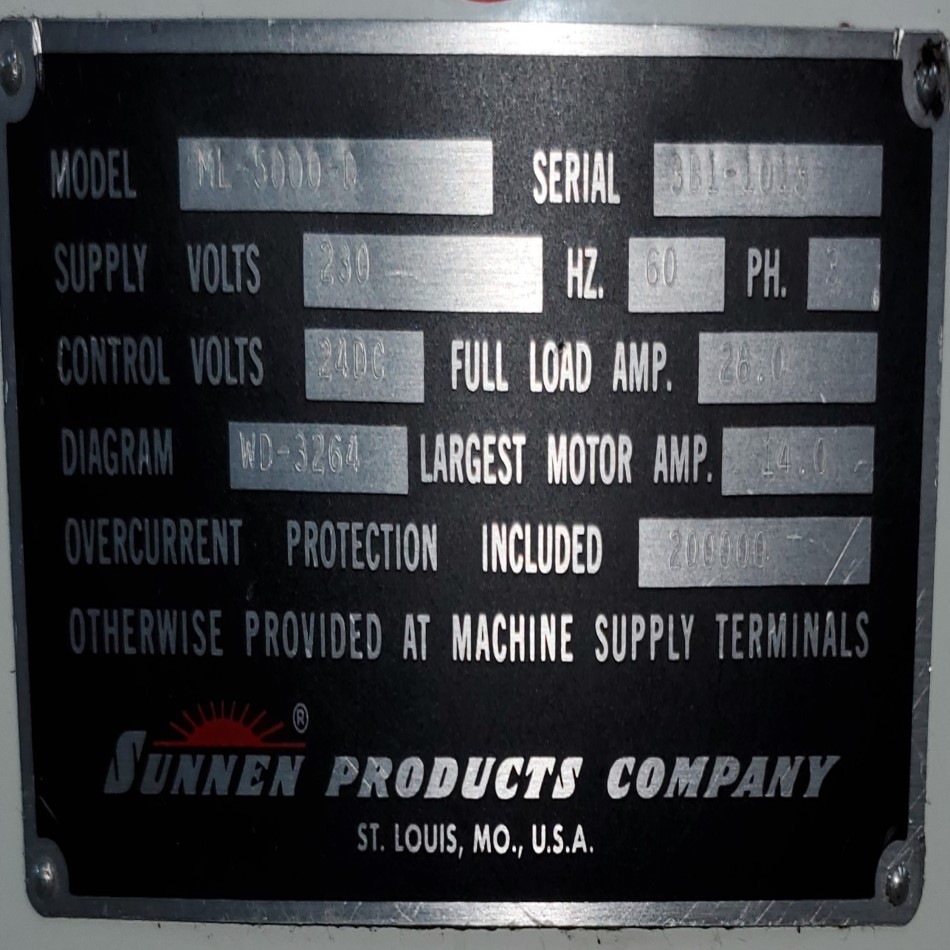 MODEL ML-5000-D SERIAL 3B1-1013
SUPPLY VOLTS 230 HZ. 60 PH. 3
CONTROL VOLTS 24DC FULL LOAD AMP. 28.0
DIAGRAM WD-3264 LARGEST MOTOR AMP. 14.0
OVERCURRENT PROTECTION INCLUDED 200000
OTHERWISE PROVIDED AT MACHINE SUPPLY TERMINALS
SUNNEN® PRODUCTS COMPANY
ST. LOUIS, MO., U.S.A.